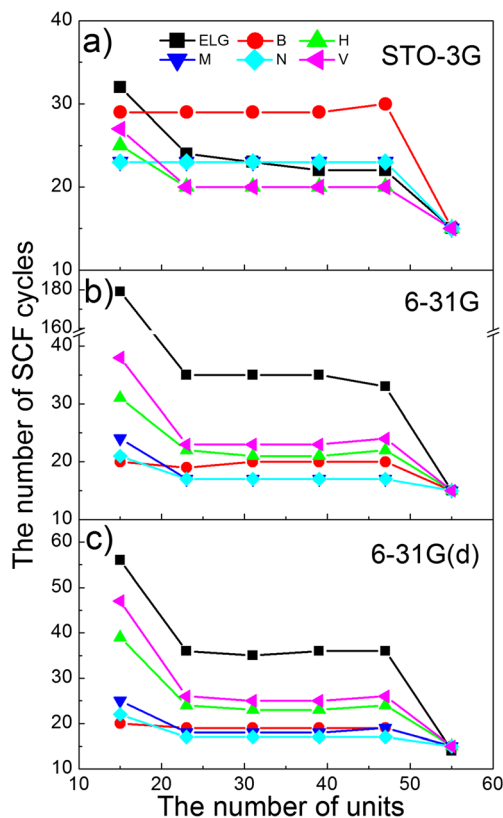 The number of SCF cycles
a)
ELG B H
M N V
STO-3G
40
30
20
10
b)
6-31G
180
160
40
30
20
10
c)
6-31G(d)
60
50
40
30
20
10
10 20 30 40 50 60
The number of units